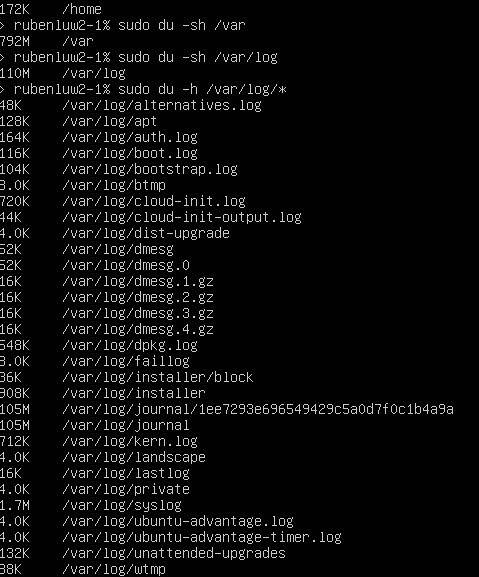 172K /home
> rubenluw2-1% sudo du -sh /var
792M /var
> rubenluw2-1% sudo du -sh /var/log
110M /var/log
> rubenluw2-1% sudo du -h /var/log/*
48K /var/log/alternatives.log
128K /var/log/apt
164K /var/log/auth.log
116K /var/log/boot.log
104K /var/log/bootstrap.log
8.0K /var/log/btmp
720K /var/log/cloud-init.log
44K /var/log/cloud-init-output.log
4.0K /var/log/dist-upgrade
52K /var/log/dmesg
52K /var/log/dmesg.0
16K /var/log/dmesg.1.gz
16K /var/log/dmesg.2.gz
16K /var/log/dmesg.3.gz
16K /var/log/dmesg.4.gz
548K /var/log/dpkg.log
8.0K /var/log/faillog
36K /var/log/installer/block
908K /var/log/installer
105M /var/log/journal/1ee7293e696549429c5a0d7f0c1b4a9a
105M /var/log/journal
712K /var/log/kern.log
4.0K /var/log/landscape
16K /var/log/lastlog
4.0K /var/log/private
1.7M /var/log/syslog
4.0K /var/log/ubuntu-advantage.log
4.0K /var/log/ubuntu-advantage-timer.log
132K /var/log/unattended-upgrades
88K /var/log/wtmp